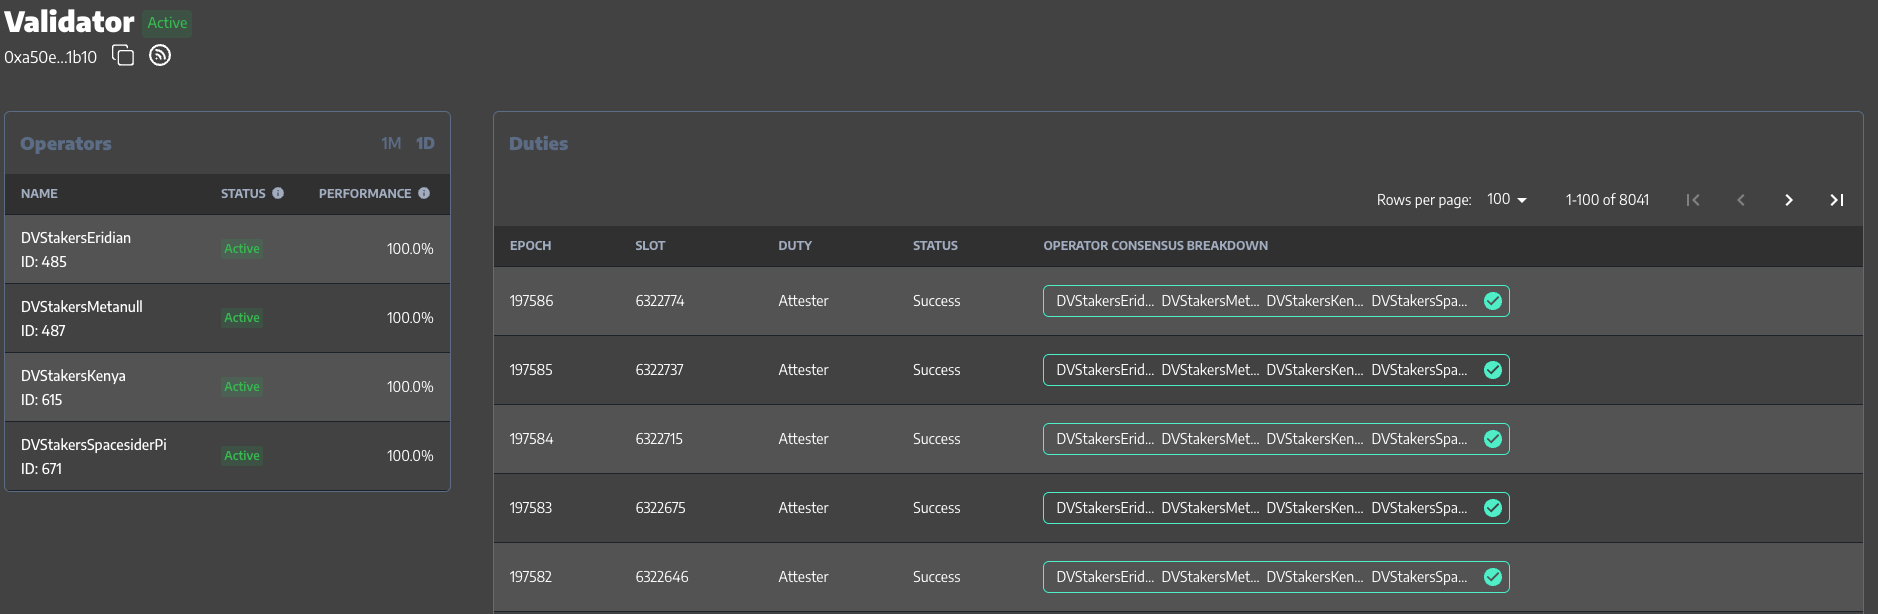 Validator Active
0xa50e...1b10
Operators 1M 1D
NAME STATUS PERFORMANCE
DVStakersEridian
ID: 485
Active 100.0%
DVStakersMetanull
ID: 487
Active 100.0%
DVStakersKenya
ID: 615
Active 100.0%
DVStakersSpacesiderPi
ID: 671
Active 100.0%
Duties
Rows per page: 100 1-100 of 8041
EPOCH SLOT DUTY STATUS OPERATOR CONSENSUS BREAKDOWN
197586 6322774 Attester Success DVStakersErid... DVStakersMet... DVStakersKen... DVStakersSpa...
197585 6322737 Attester Success DVStakersErid... DVStakersMet... DVStakersKen... DVStakersSpa...
197584 6322715 Attester Success DVStakersErid... DVStakersMet... DVStakersKen... DVStakersSpa...
197583 6322675 Attester Success DVStakersErid... DVStakersMet... DVStakersKen... DVStakersSpa...
197582 6322646 Attester Success DVStakersErid... DVStakersMet... DVStakersKen... DVStakersSpa...